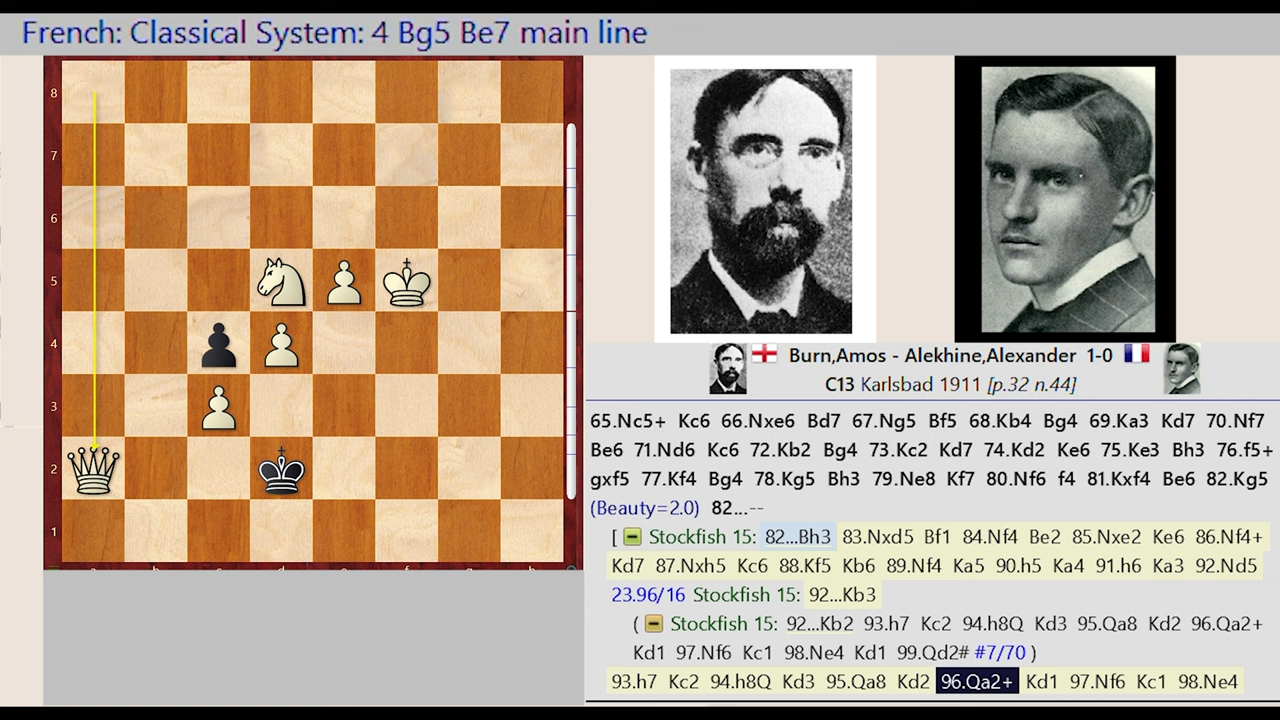 French: Classical System: 4 Bg5 Be7 main line
8
7
6
5
4
3
2
1
Burn,Amos - Alekhine,Alexander 1-0
C13 Karlsbad 1911 [p.32 n.44]
65.Nc5+ Kc6 66.Nxe6 Bd7 67.Ng5 Bf5 68.Kb4 Bg4 69.Ka3 Kd7 70.Nf7
Be6 71.Nd6 Kc6 72.Kb2 Bg4 73.Kc2 Kd7 74.Kd2 Ke6 75.Ke3 Bh3 76.f5+
gxf5 77.Kf4 Bg4 78.Kg5 Bh3 79.Ne8 Kf7 80.Nf6 f4 81.Kxf4 Be6 82.Kg5
(Beauty=2.0) 82...--
[ Stockfish 15: 82...Bh3 83.Nxd5 Bf1 84.Nf4 Be2 85.Nxe2 Ke6 86.Nf4+
Kd7 87.Nxh5 Kc6 88.Kf5 Kb6 89.Nf4 Ka5 90.h5 Ka4 91.h6 Ka3 92.Nd5
23.96/16 Stockfish 15: 92...Kb3
( Stockfish 15: 92...Kb2 93.h7 Kc2 94.h8Q Kd3 95.Qa8 Kd2 96.Qa2+
Kd1 97.Nf6 Kc1 98.Ne4 Kd1 99.Qd2# #7/70 )
93.h7 Kc2 94.h8Q Kd3 95.Qa8 Kd2 96.Qa2+ Kd1 97.Nf6 Kc1 98.Ne4